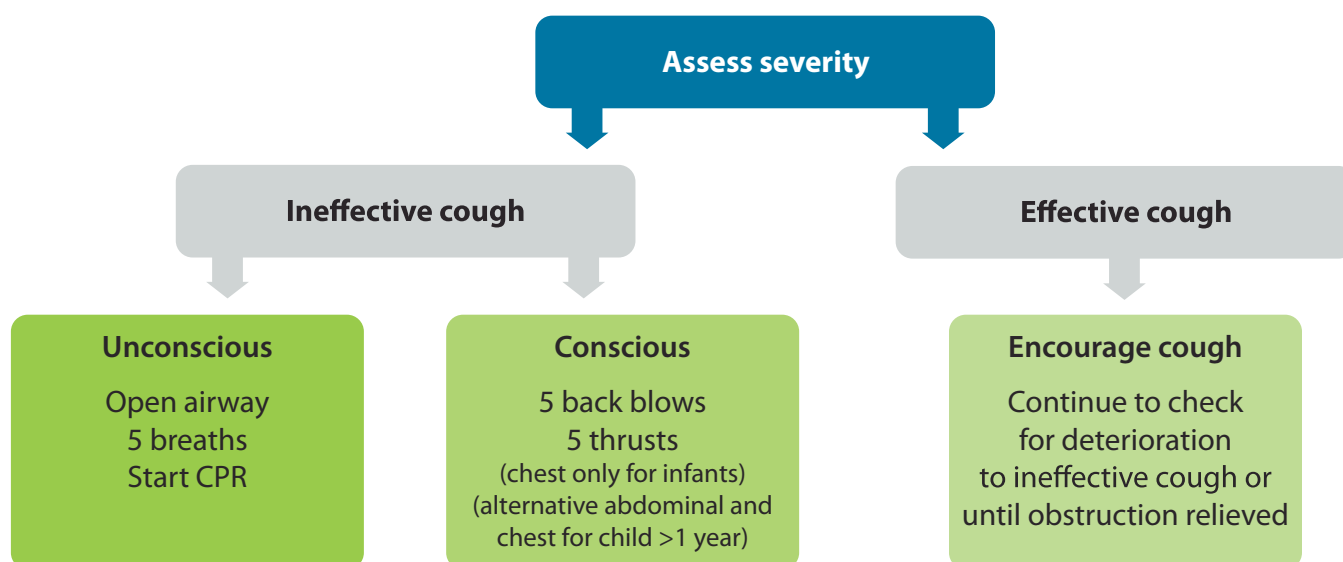 Assess severity
Ineffective cough
Effective cough
Unconscious
Open airway
5 breaths
Start CPR
Conscious
5 back blows
5 thrusts
(chest only for infants)
(alternative abdominal and
chest for child >1 year)
Encourage cough
Continue to check
for deterioration
to ineffective cough or
until obstruction relieved